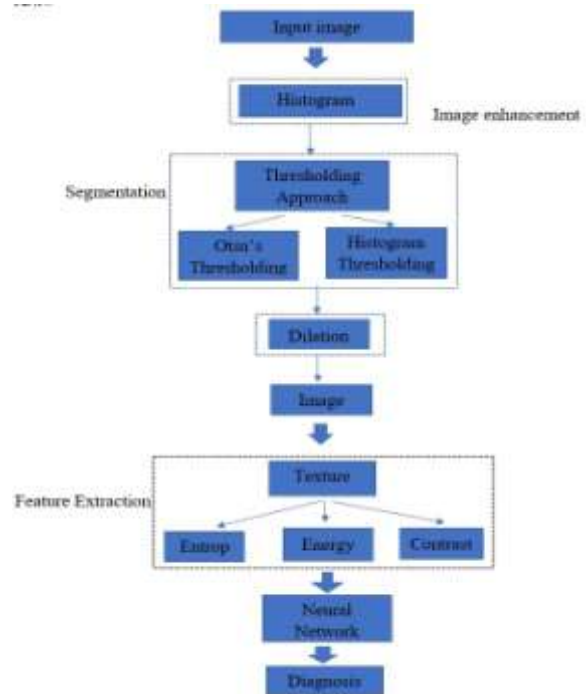 Input image
Histogram
Image enhancement
Segmentation
Thresholding
Approach
Otin's
Thresholding
Histogram
Thresholding
Dilation
Image
Texture
Feature Extraction
Entrop
Energy
Contrast
Neural
Network
Diagnosis